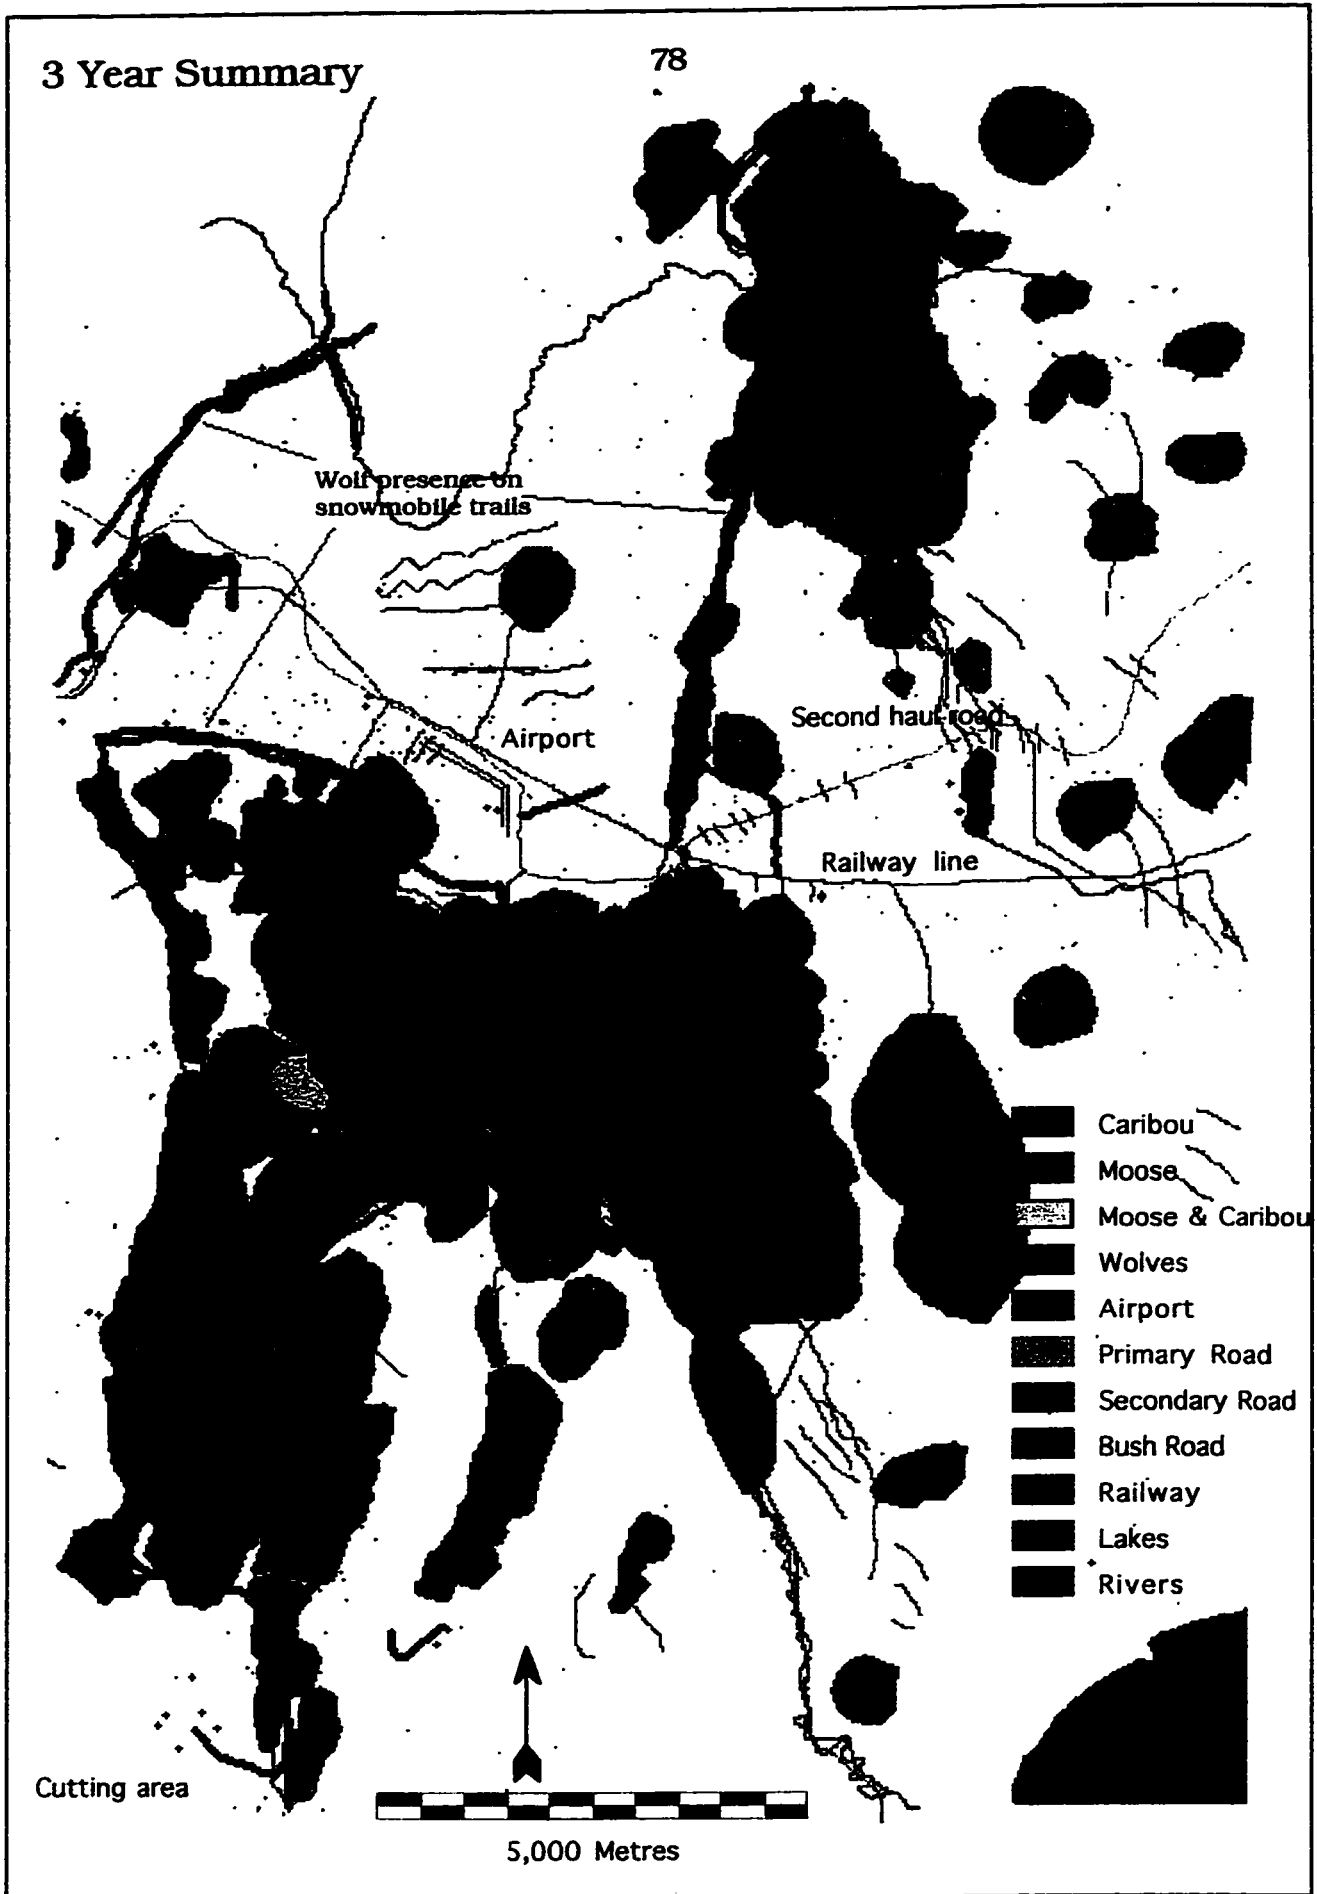 78
3 Year Summary
Wolf presence on
snowmobile trails
Airport
Second haul road
Railway line
Caribou
Moose
Moose & Caribou
Wolves
Airport
Primary Road
Secondary Road
Bush Road
Railway
Lakes
Rivers
Cutting area
5,000 Metres